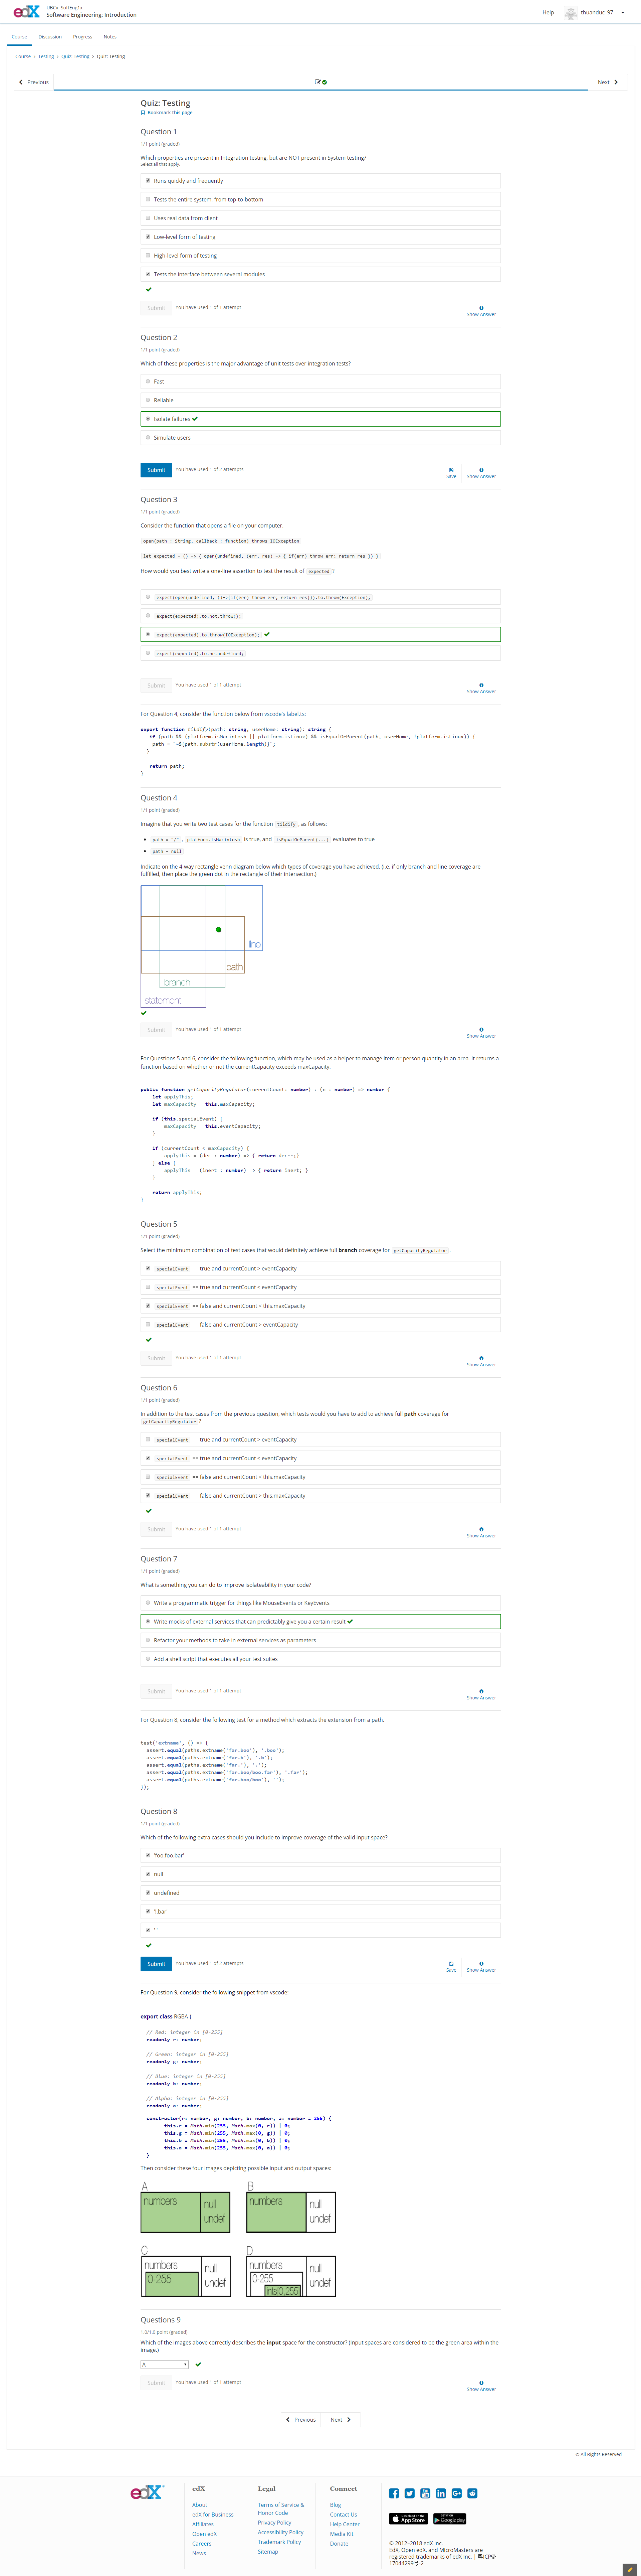 edX
UBCx: SoftEng1x
Software Engineering: Introduction
Help
thuanduc_97
Course Discussion Progress Notes
Course > Testing > Quiz: Testing > Quiz: Testing
Previous
Next
Quiz: Testing
Bookmark this page
Question 1
1/1 point (graded)
Which properties are present in Integration testing, but are NOT present in System testing?
Select all that apply.
Runs quickly and frequently
Tests the entire system, from top-to-bottom
Uses real data from client
Low-level form of testing
High-level form of testing
Tests the interface between several modules
Submit You have used 1 of 1 attempt
Show Answer
Question 2
1/1 point (graded)
Which of these properties is the major advantage of unit tests over integration tests?
Fast
Reliable
Isolate failures
Simulate users
Submit You have used 1 of 2 attempts
Save Show Answer
Question 3
1/1 point (graded)
Consider the function that opens a file on your computer.
open(path : String, callback : function) throws IOException
let expected = () => { open(undefined, (err, res) => { if(err) throw err; return res }) }
How would you best write a one-line assertion to test the result of expected ?
expect(open(undefined, ()=>{if(err) throw err; return res})).to.throw(Exception);
expect(expected).to.not.throw();
expect(expected).to.throw(IOException);
expect(expected).to.be.undefined;
Submit You have used 1 of 1 attempt
Show Answer
For Question 4, consider the function below from vscode's label.ts:
export function tildify(path: string, userHome: string): string {
if (path && (platform.isMacintosh || platform.isLinux) && isEqualOrParent(path, userHome, !platform.isLinux)) {
path = `~${path.substr(userHome.length)}`;
}
return path;
}
Question 4
1/1 point (graded)
Imagine that you write two test cases for the function tildify , as follows:
• path = "/" , platform.isMacintosh is true, and isEqualOrParent(...) evaluates to true
• path = null
Indicate on the 4-way rectangle venn diagram below which types of coverage you have achieved. (i.e. if only branch and line coverage are
fulfilled, then place the green dot in the rectangle of their intersection.)
line
path
branch
statement
Submit You have used 1 of 1 attempt
Show Answer
For Questions 5 and 6, consider the following function, which may be used as a helper to manage item or person quantity in an area. It returns a
function based on whether or not the currentCapacity exceeds maxCapacity.
public function getCapacityRegulator(currentCount: number) : (n : number) => number {
let applyThis;
let maxCapacity = this.maxCapacity;
if (this.specialEvent) {
maxCapacity = this.eventCapacity;
}
if (currentCount < maxCapacity) {
applyThis = (dec : number) => { return dec--;}
} else {
applyThis = (inert : number) => { return inert; }
}
return applyThis;
}
Question 5
1/1 point (graded)
Select the minimum combination of test cases that would definitely achieve full branch coverage for getCapacityRegulator .
specialEvent == true and currentCount > eventCapacity
specialEvent == true and currentCount < eventCapacity
specialEvent == false and currentCount < this.maxCapacity
specialEvent == false and currentCount > eventCapacity
Submit You have used 1 of 1 attempt
Show Answer
Question 6
1/1 point (graded)
In addition to the test cases from the previous question, which tests would you have to add to achieve full path coverage for
getCapacityRegulator ?
specialEvent == true and currentCount > eventCapacity
specialEvent == true and currentCount < eventCapacity
specialEvent == false and currentCount < this.maxCapacity
specialEvent == false and currentCount > this.maxCapacity
Submit You have used 1 of 1 attempt
Show Answer
Question 7
1/1 point (graded)
What is something you can do to improve isolateability in your code?
Write a programmatic trigger for things like MouseEvents or KeyEvents
Write mocks of external services that can predictably give you a certain result
Refactor your methods to take in external services as parameters
Add a shell script that executes all your test suites
Submit You have used 1 of 1 attempt
Show Answer
For Question 8, consider the following test for a method which extracts the extension from a path.
test('extname', () => {
assert.equal(paths.extname('far.boo'), '.boo');
assert.equal(paths.extname('far.b'), '.b');
assert.equal(paths.extname('far.'), '.');
assert.equal(paths.extname('far.boo/boo.far'), '.far');
assert.equal(paths.extname('far.boo/boo'), '');
});
Question 8
1/1 point (graded)
Which of the following extra cases should you include to improve coverage of the valid input space?
'foo.foo.bar'
null
undefined
'!.bar'
' '
Submit You have used 1 of 2 attempts
Save Show Answer
For Question 9, consider the following snippet from vscode:
export class RGBA {
// Red: integer in [0-255]
readonly r: number;
// Green: integer in [0-255]
readonly g: number;
// Blue: integer in [0-255]
readonly b: number;
// Alpha: integer in [0-255]
readonly a: number;
constructor(r: number, g: number, b: number, a: number = 255) {
this.r = Math.min(255, Math.max(0, r)) | 0;
this.g = Math.min(255, Math.max(0, g)) | 0;
this.b = Math.min(255, Math.max(0, b)) | 0;
this.a = Math.min(255, Math.max(0, a)) | 0;
}
Then consider these four images depicting possible input and output spaces:
A B
numbers null undef numbers null undef
C D
numbers 0-255 null undef numbers 0-255 ints[0,255] null undef
Questions 9
1.0/1.0 point (graded)
Which of the images above correctly describes the input space for the constructor? (Input spaces are considered to be the green area within the
image.)
A
Submit You have used 1 of 1 attempt
Show Answer
Previous Next
© All Rights Reserved
edX
edX
About
edX for Business
Affiliates
Open edX
Careers
News
Legal
Terms of Service &
Honor Code
Privacy Policy
Accessibility Policy
Trademark Policy
Sitemap
Connect
Blog
Contact Us
Help Center
Media Kit
Donate
Download on the App Store
Google play
© 2012–2018 edX Inc.
EdX, Open edX, and MicroMasters are
registered trademarks of edX Inc. | 粤ICP备
17044299号-2